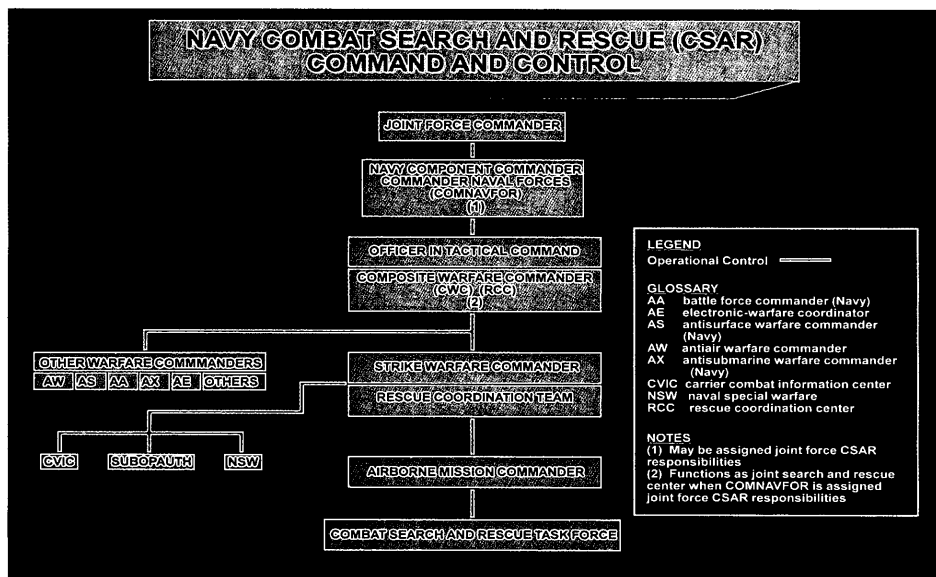 NAVY COMBAT SEARCH AND RESCUE (CSAR)
COMMAND AND CONTROL
JOINT FORCE COMMANDER
NAVY COMPONENT COMMANDER
COMMANDER NAVAL FORCES
(COMNAVFOR)
(1)
OFFICER IN TACTICAL COMMAND
COMPOSITE WARFARE COMMANDER
(CWC) (RCC)
(2)
OTHER WARFARE COMMMANDERS
AW AS AA AX AE OTHERS
STRIKE WARFARE COMMANDER
RESCUE COORDINATION TEAM
CVIC SUBOPAUTH NSW
AIRBORNE MISSION COMMANDER
COMBAT SEARCH AND RESCUE TASK FORCE
LEGEND
Operational Control
GLOSSARY
AA battle force commander (Navy)
AE electronic-warfare coordinator
AS antisurface warfare commander
(Navy)
AW antiair warfare commander
AX antisubmarine warfare commander
(Navy)
CVIC carrier combat information center
NSW naval special warfare
RCC rescue coordination center
NOTES
(1) May be assigned joint force CSAR
responsibilities
(2) Functions as joint search and rescue
center when COMNAVFOR is assigned
joint force CSAR responsibilities